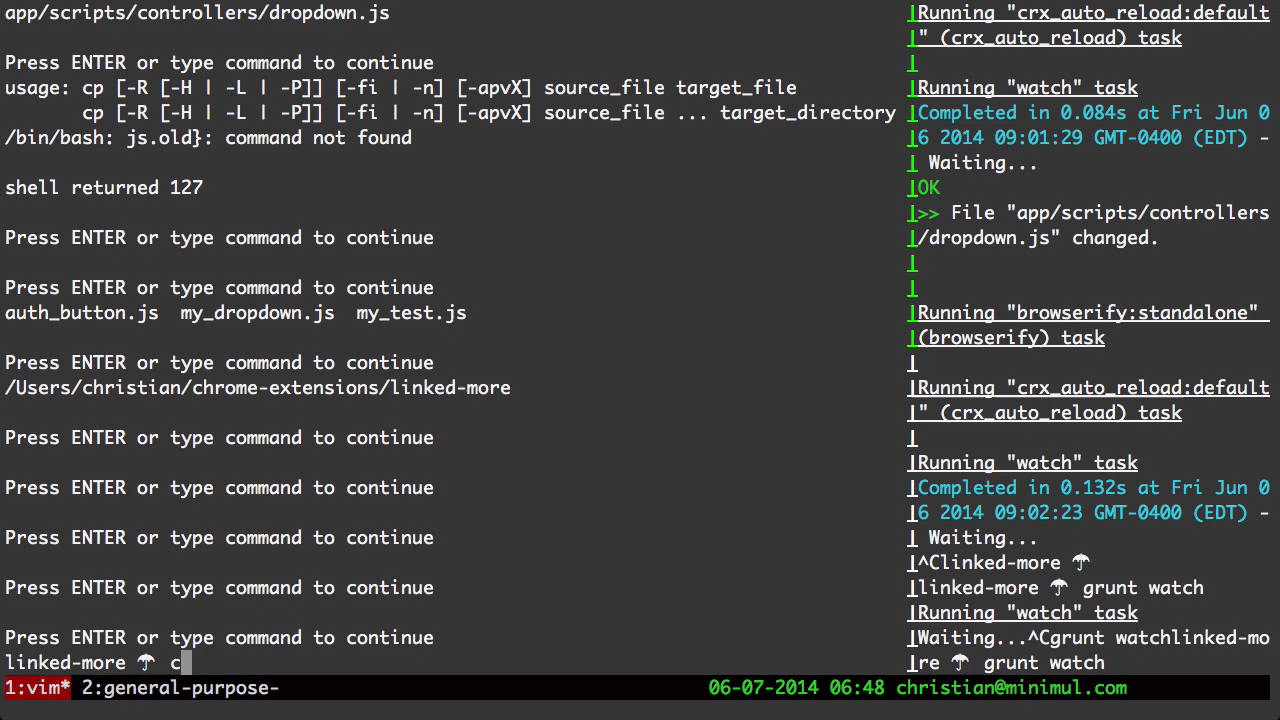 app/scripts/controllers/dropdown.js
Press ENTER or type command to continue
usage: cp [-R [-H | -L | -P]] [-fi | -n] [-apvX] source_file target_file
cp [-R [-H | -L | -P]] [-fi | -n] [-apvX] source_file ... target_directory
/bin/bash: js.old}: command not found
shell returned 127
Press ENTER or type command to continue
Press ENTER or type command to continue
auth_button.js  my_dropdown.js  my_test.js
Press ENTER or type command to continue
/Users/christian/chrome-extensions/linked-more
Press ENTER or type command to continue
Press ENTER or type command to continue
Press ENTER or type command to continue
Press ENTER or type command to continue
Press ENTER or type command to continue
linked-more ☂ c
Running "crx_auto_reload:default
" (crx_auto_reload) task
Running "watch" task
Completed in 0.084s at Fri Jun 0
6 2014 09:01:29 GMT-0400 (EDT) -
Waiting...
OK
>> File "app/scripts/controllers
/dropdown.js" changed.
Running "browserify:standalone"
(browserify) task
Running "crx_auto_reload:default
" (crx_auto_reload) task
Running "watch" task
Completed in 0.132s at Fri Jun 0
6 2014 09:02:23 GMT-0400 (EDT) -
Waiting...
^Clinked-more ☂
linked-more ☂ grunt watch
Running "watch" task
Waiting...^Cgrunt watchlinked-mo
re ☂ grunt watch
1:vim* 2:general-purpose- 06-07-2014 06:48 christian@minimul.com